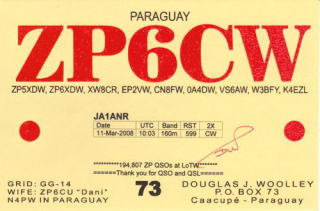 PARAGUAY
ZP6CW
ZP5XDW, ZP6XDW, XW8CR, EP2VW, CN8FW, 0A4DW, VS6AW, W3BFY, K4EZL
JA1ANR
Date UTC Band RST 2X
11-Mar-2008 10:03 160m 599 CW
**********194,807 ZP QSOs at LoTW.********
======Thank you for QSO and QSL======
GRID: GG-14
WIFE: ZP6CU "Dani"
N4PW IN PARAGUAY
73
DOUGLAS J. WOOLLEY
P.O. BOX 73
Caacupé - Paraguay